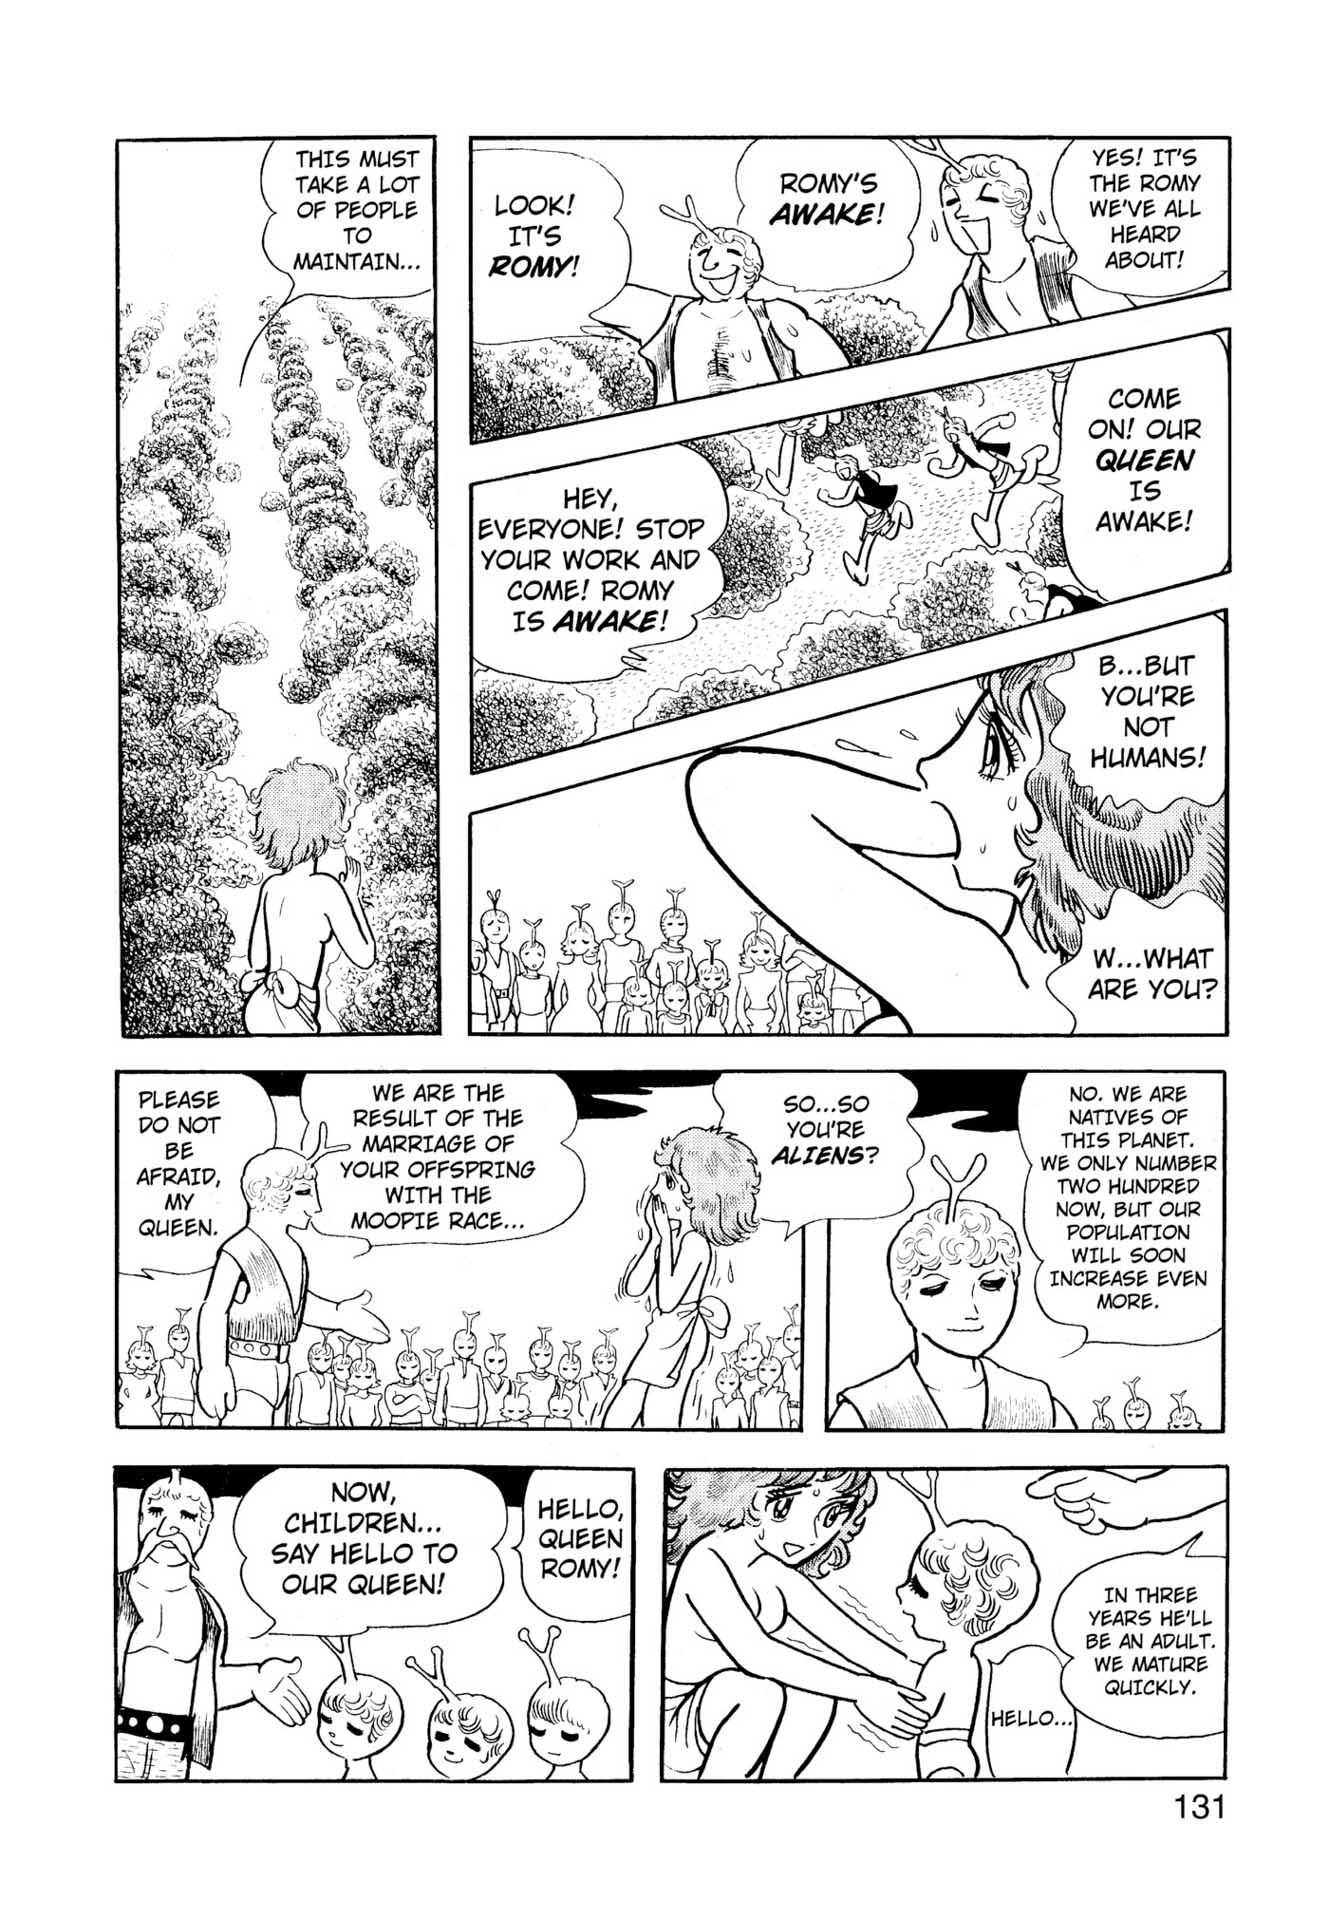 THIS MUST
TAKE A LOT
OF PEOPLE
TO
MAINTAIN...
LOOK!
IT'S
ROMY!
ROMY'S
AWAKE!
YES! IT'S
THE ROMY
WE'VE ALL
HEARD
ABOUT!
HEY,
EVERYONE! STOP
YOUR WORK AND
COME! ROMY
IS AWAKE!
COME
ON! OUR
QUEEN
IS
AWAKE!
B...BUT
YOU'RE
NOT
HUMANS!
W...WHAT
ARE YOU?
PLEASE
DO NOT
BE
AFRAID,
MY
QUEEN.
WE ARE THE
RESULT OF THE
MARRIAGE OF
YOUR OFFSPRING
WITH THE
MOOPIE RACE...
SO...SO
YOU'RE
ALIENS?
NO. WE ARE
NATIVES OF
THIS PLANET.
WE ONLY NUMBER
TWO HUNDRED
NOW, BUT OUR
POPULATION
WILL SOON
INCREASE EVEN
MORE.
NOW,
CHILDREN...
SAY HELLO TO
OUR QUEEN!
HELLO,
QUEEN
ROMY!
IN THREE
YEARS HE'LL
BE AN ADULT.
WE MATURE
QUICKLY.
HELLO...
131